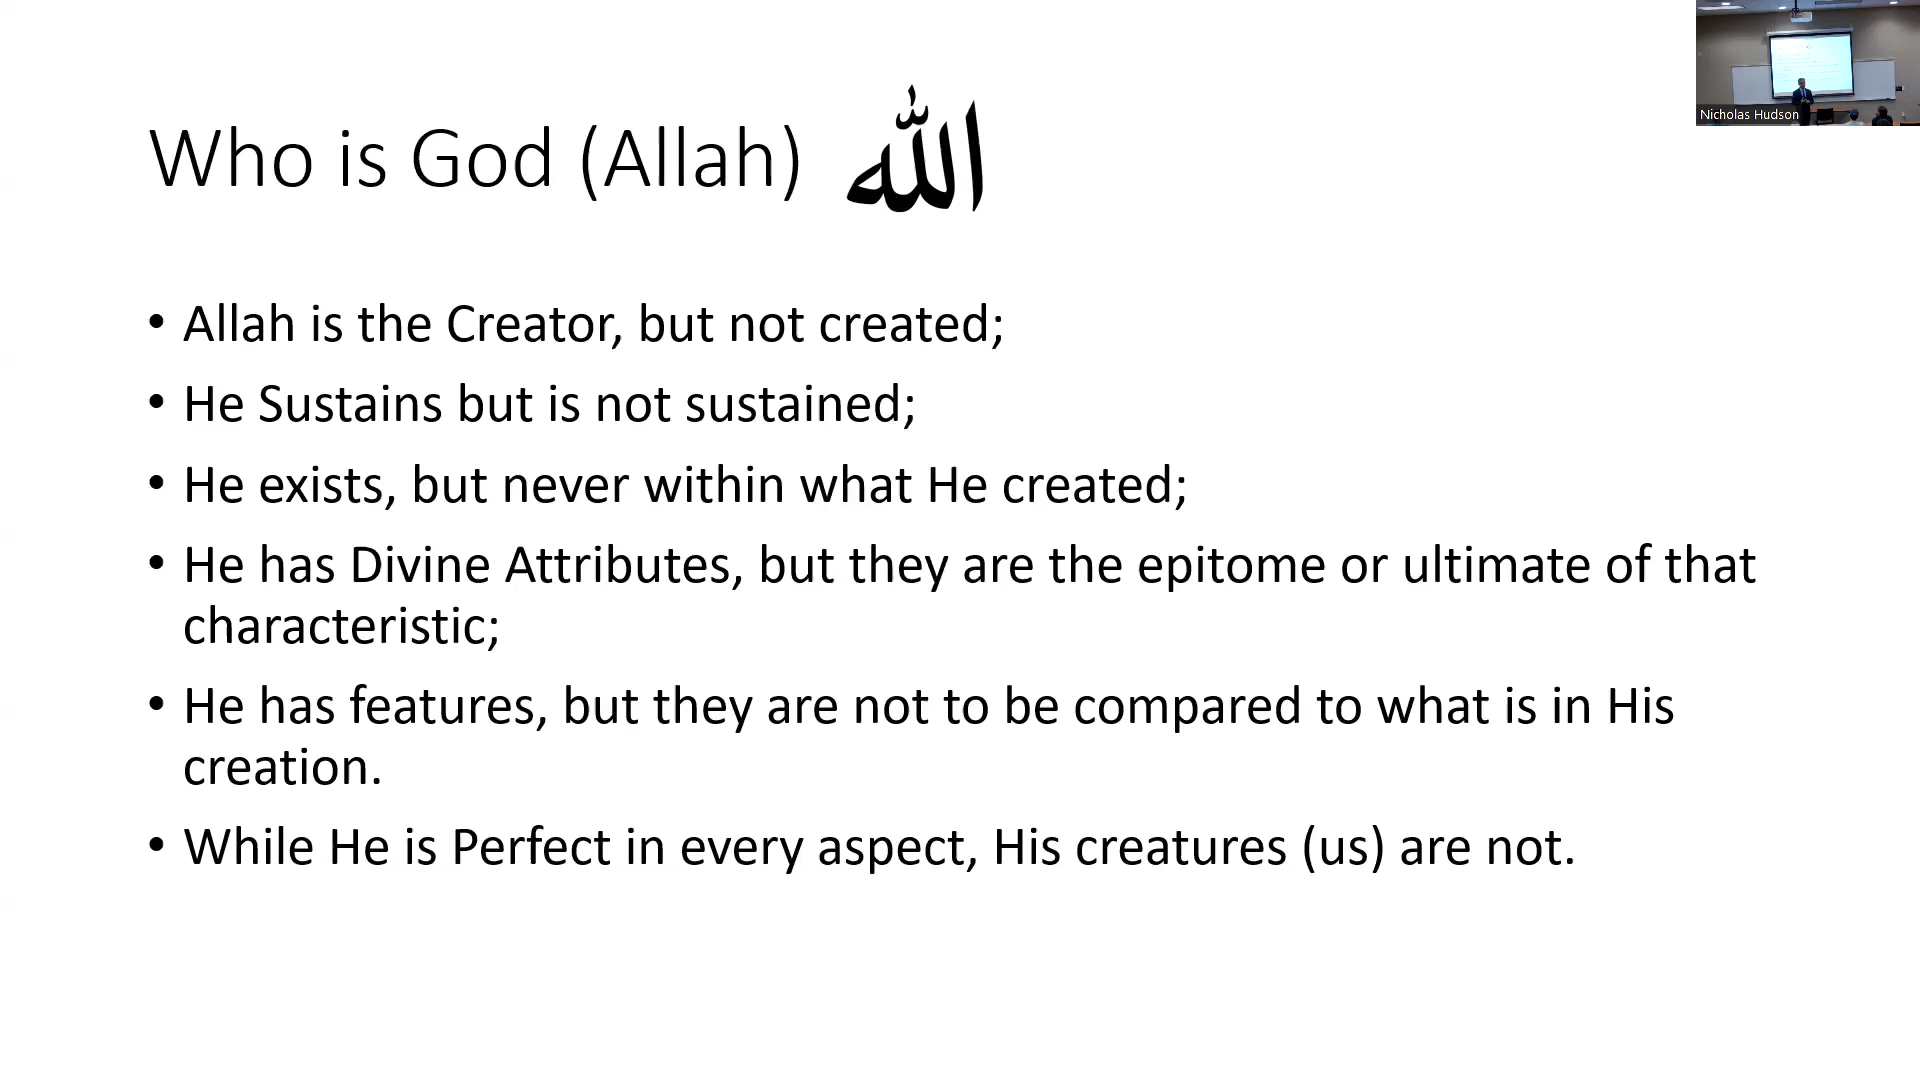 Who is God (Allah) الله
Nicholas Hudson
• Allah is the Creator, but not created;
• He Sustains but is not sustained;
• He exists, but never within what He created;
• He has Divine Attributes, but they are the epitome or ultimate of that
characteristic;
• He has features, but they are not to be compared to what is in His
creation.
• While He is Perfect in every aspect, His creatures (us) are not.